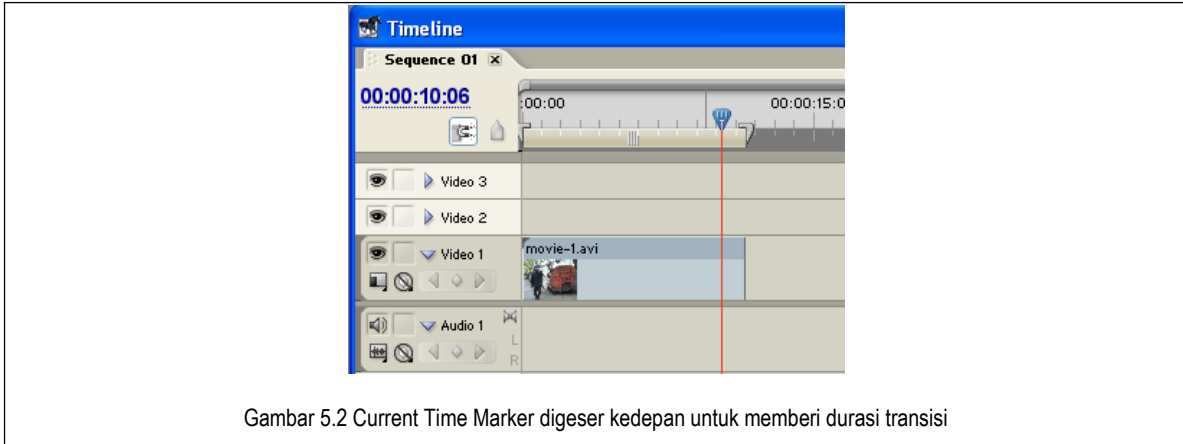 Timeline
Sequence 01
00:00:10:06
:00:00 00:00:15:0
Video 3
Video 2
Video 1
movie-1.avi
Audio 1
L
R
Gambar 5.2 Current Time Marker digeser kedepan untuk memberi durasi transisi